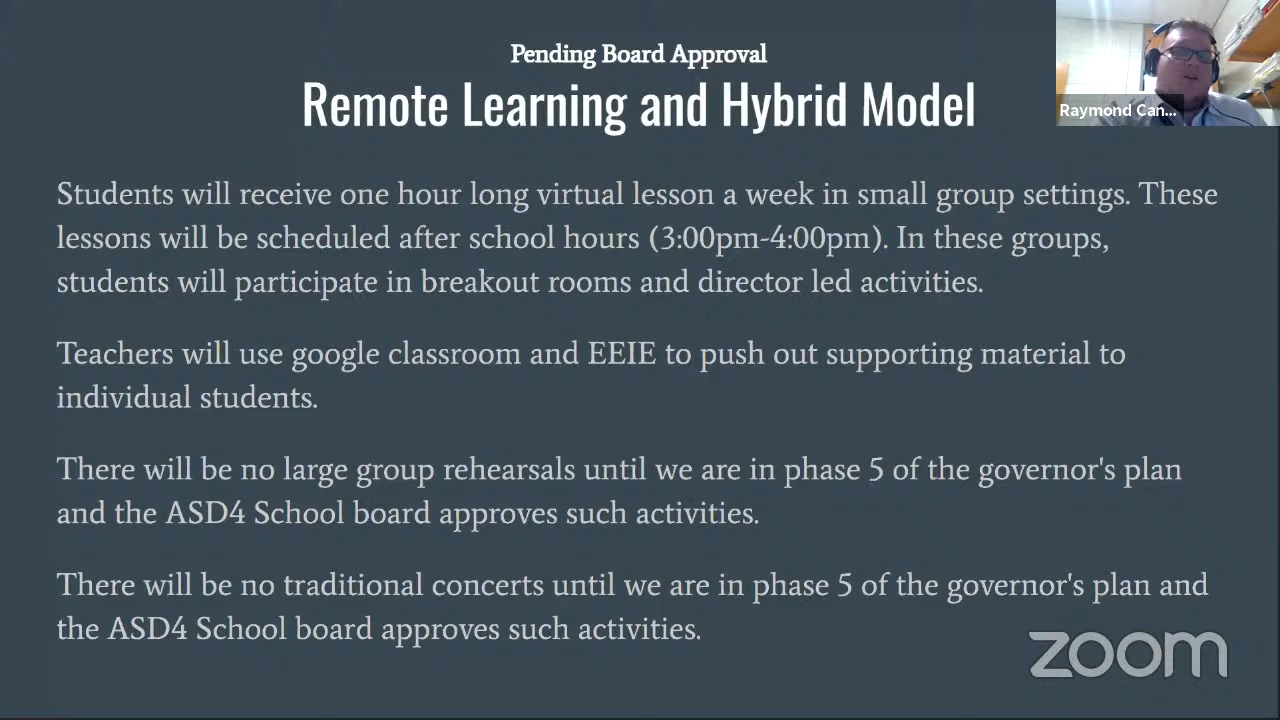 Pending Board Approval
Remote Learning and Hybrid Model
Raymond Can...
Students will receive one hour long virtual lesson a week in small group settings. These
lessons will be scheduled after school hours (3:00pm-4:00pm). In these groups,
students will participate in breakout rooms and director led activities.
Teachers will use google classroom and EEIE to push out supporting material to
individual students.
There will be no large group rehearsals until we are in phase 5 of the governor's plan
and the ASD4 School board approves such activities.
There will be no traditional concerts until we are in phase 5 of the governor's plan and
the ASD4 School board approves such activities.
zoom